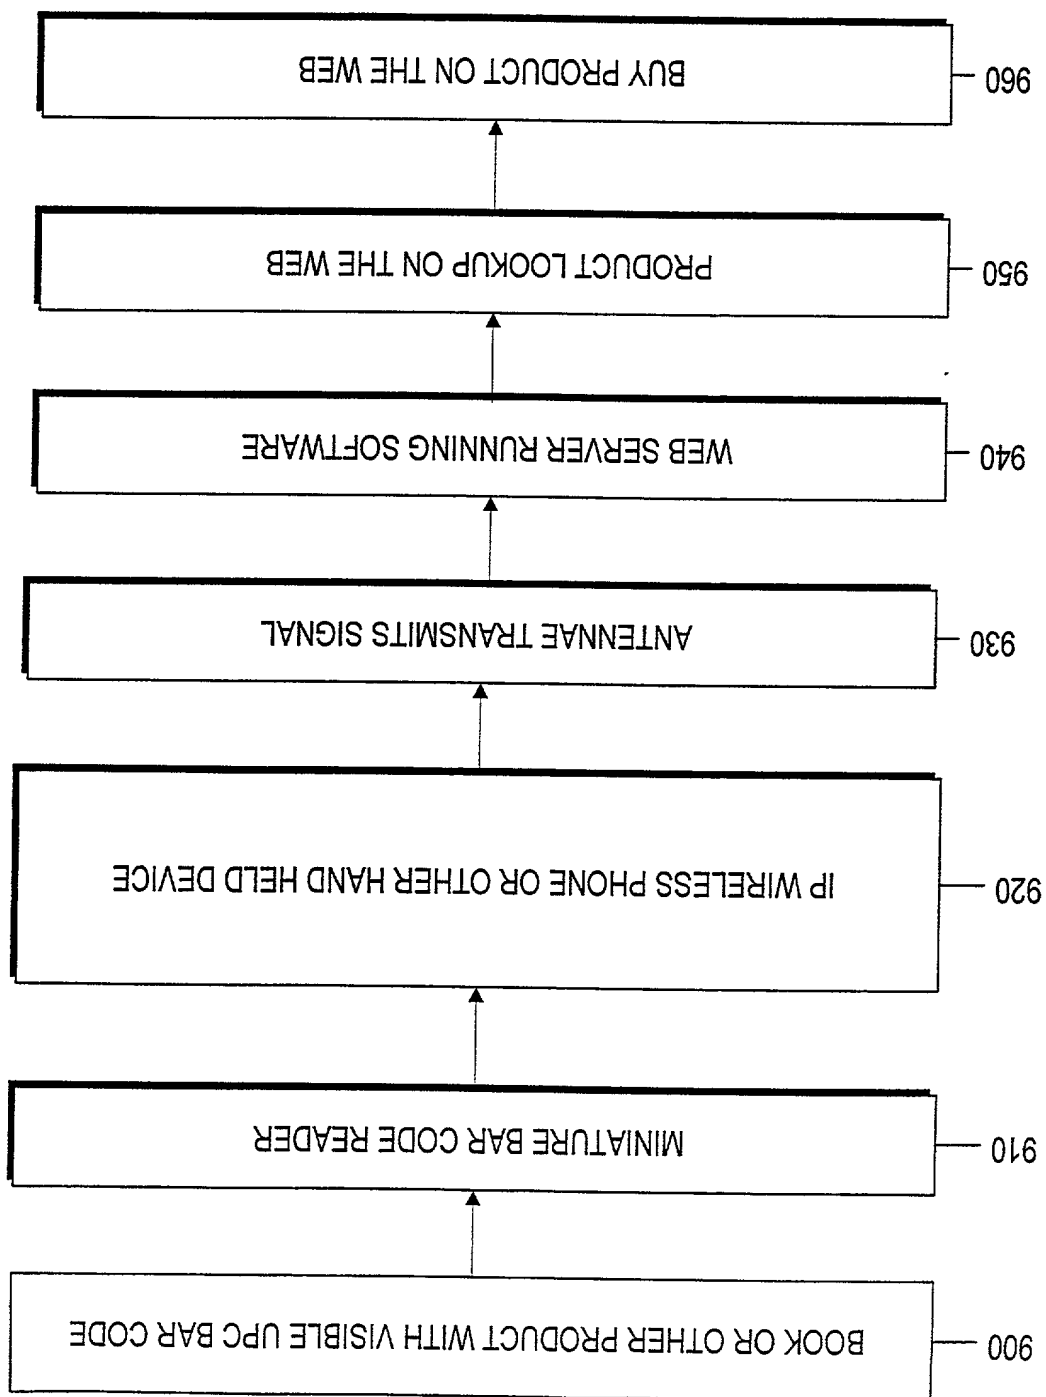 900
BOOK OR OTHER PRODUCT WITH VISIBLE UPC BAR CODE
910
MINIATURE BAR CODE READER
920
IP WIRELESS PHONE OR OTHER HAND HELD DEVICE
930
ANTENNAE TRANSMITS SIGNAL
940
WEB SERVER RUNNING SOFTWARE
950
PRODUCT LOOKUP ON THE WEB
960
BUY PRODUCT ON THE WEB